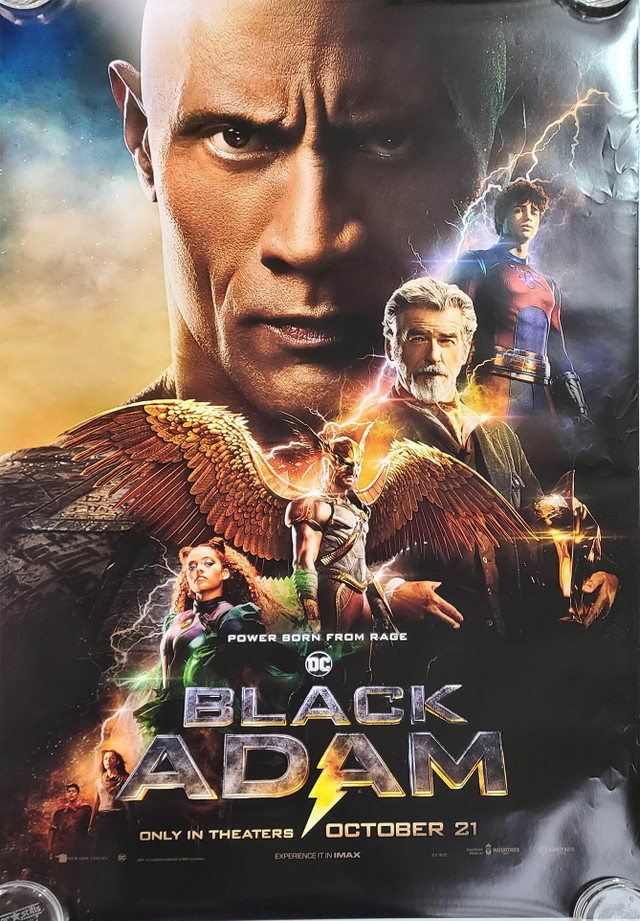 POWER BORN FROM RAGE
DC
BLACK
ADAM
ONLY IN THEATERS OCTOBER 21
EXPERIENCE IT IN IMAX